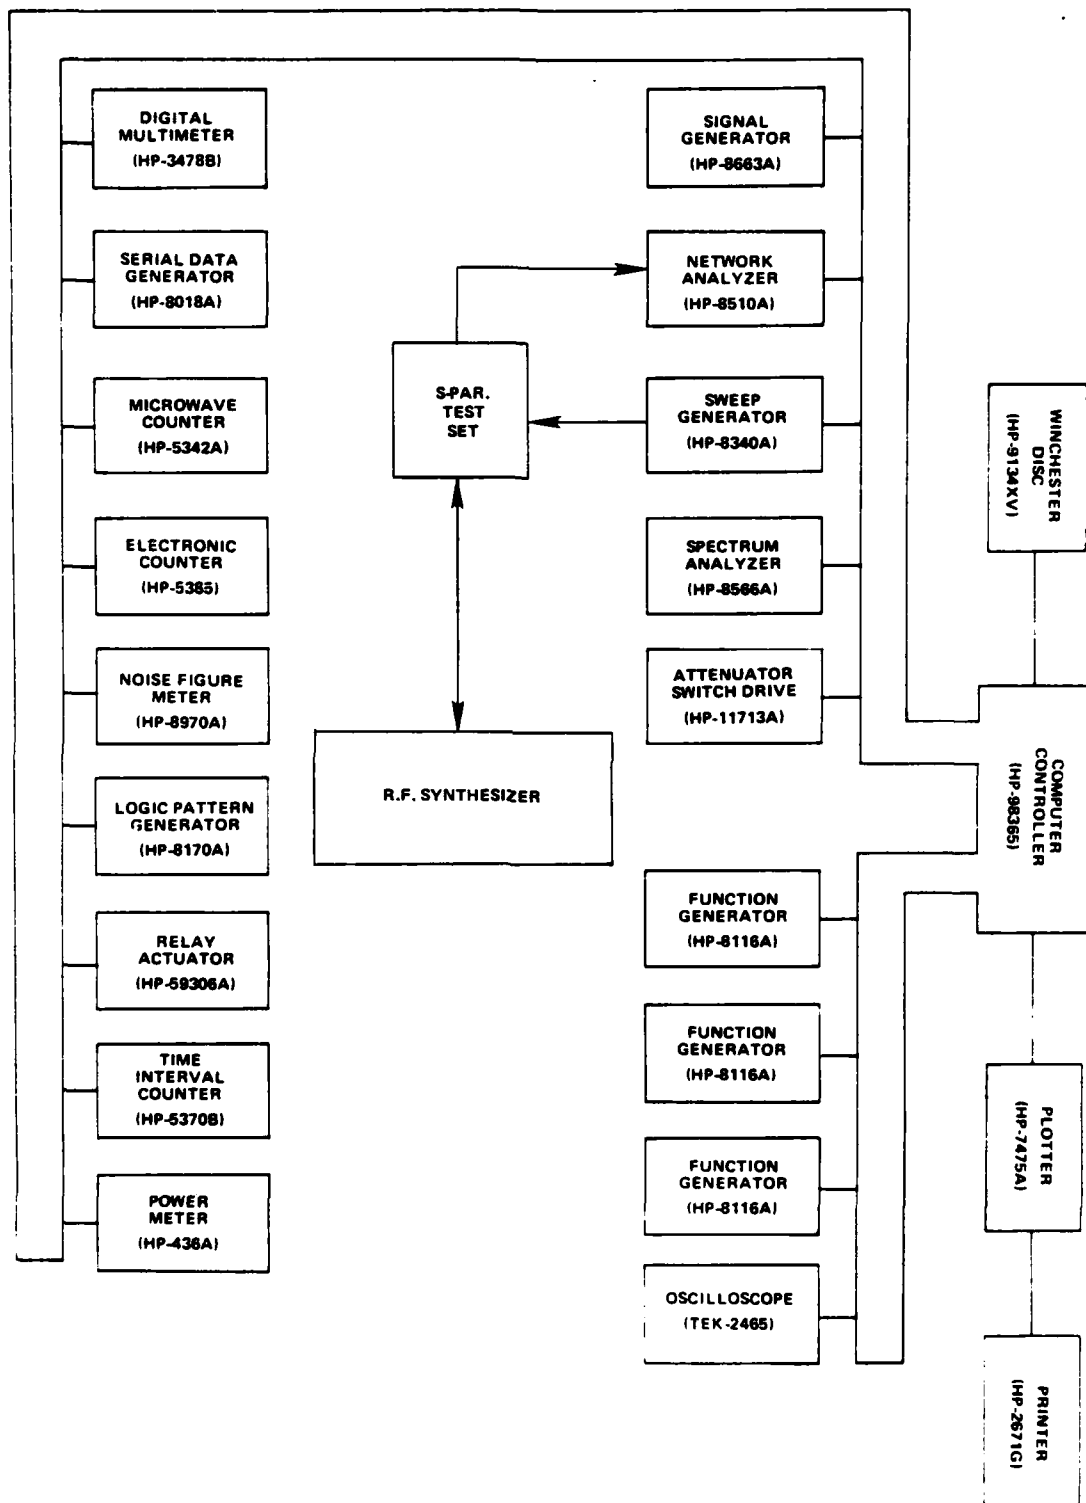 DIGITAL
MULTIMETER
(HP-3478B)
SERIAL DATA
GENERATOR
(HP-8018A)
MICROWAVE
COUNTER
(HP-5342A)
ELECTRONIC
COUNTER
(HP-5385)
NOISE FIGURE
METER
(HP-8970A)
LOGIC PATTERN
GENERATOR
(HP-8170A)
RELAY
ACTUATOR
(HP-59306A)
TIME
INTERVAL
COUNTER
(HP-5370B)
POWER
METER
(HP-436A)
S-PAR.
TEST
SET
R.F. SYNTHESIZER
SIGNAL
GENERATOR
(HP-8663A)
NETWORK
ANALYZER
(HP-8510A)
SWEEP
GENERATOR
(HP-8340A)
SPECTRUM
ANALYZER
(HP-8566A)
ATTENUATOR
SWITCH DRIVE
(HP-11713A)
FUNCTION
GENERATOR
(HP-8116A)
FUNCTION
GENERATOR
(HP-8116A)
FUNCTION
GENERATOR
(HP-8116A)
OSCILLOSCOPE
(TEK-2465)
WINCHESTER
DISC
(HP-9134XV)
COMPUTER
CONTROLLER
(HP-98365)
PLOTTER
(HP-7475A)
PRINTER
(HP-2671G)